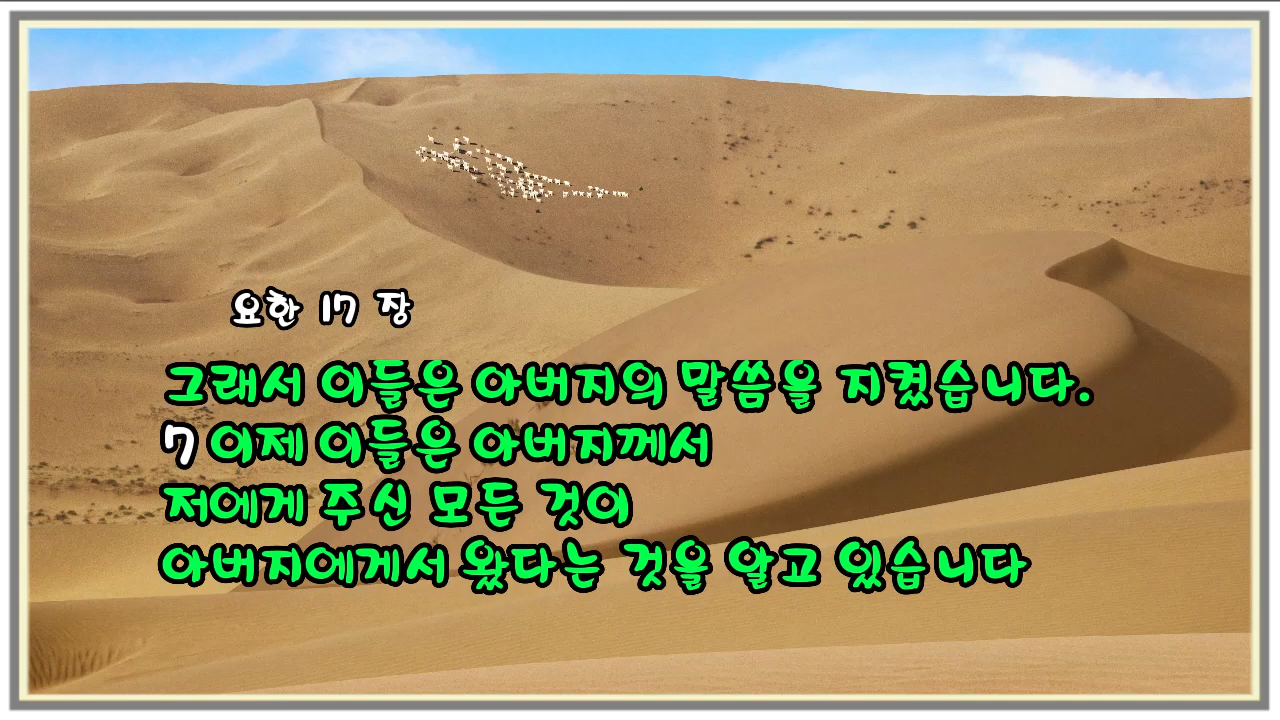 요한 17 장
그래서 이들은 아버지의 말씀을 지켰습니다.
7 이제 이들은 아버지께서
저에게 주신 모든 것이
아버지에게서 왔다는 것을 알고 있습니다